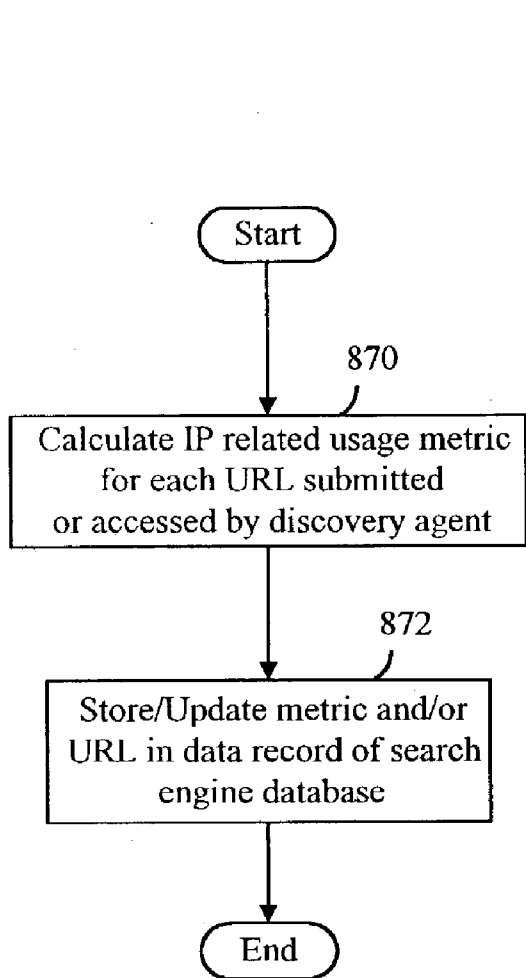 Start
870
Calculate IP related usage metric
for each URL submitted
or accessed by discovery agent
872
Store/Update metric and/or
URL in data record of search
engine database
End